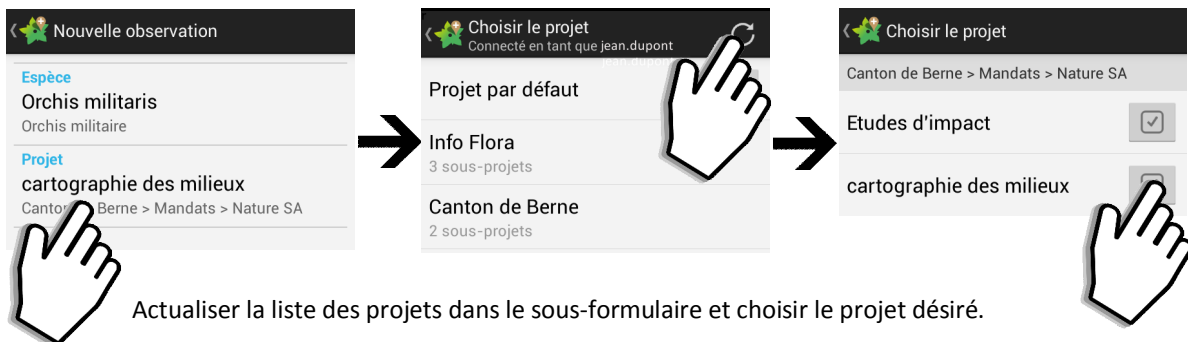 Nouvelle observation
Espèce
Orchis militaris
Orchis militaire
Projet
cartographie des milieux
Canton Berne > Mandats > Nature SA
Choisir le projet
Connecté en tant que jean.dupont
jean.dupont
Projet par défaut
Info Flora
3 sous-projets
Canton de Berne
2 sous-projets
Choisir le projet
Canton de Berne > Mandats > Nature SA
Etudes d'impact
cartographie des milieux
Actualiser la liste des projets dans le sous-formulaire et choisir le projet désiré.